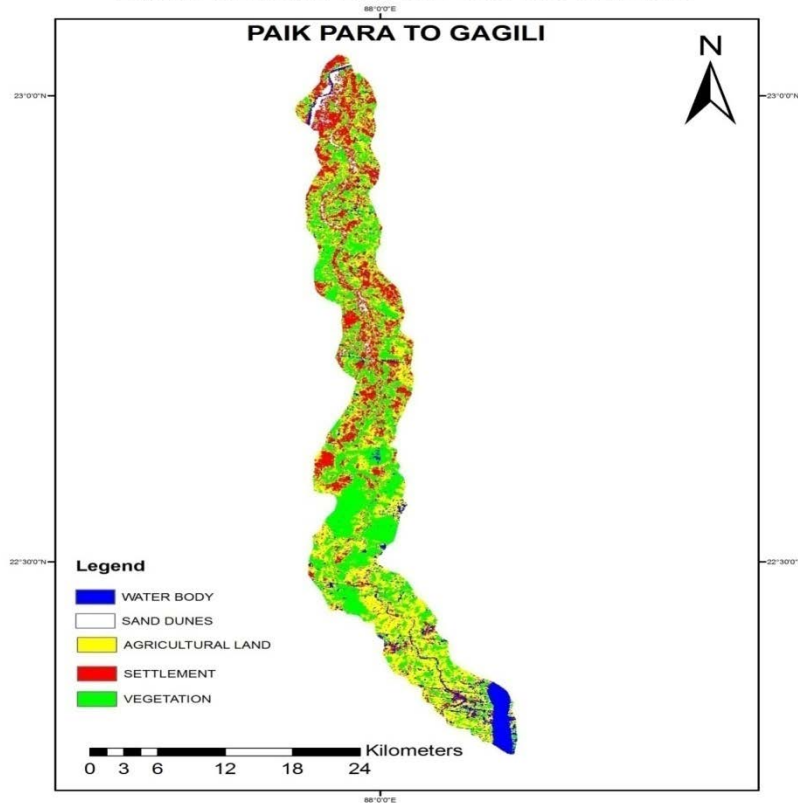 88°0'0"E
PAIK PARA TO GAGILI
N
23°0'0"N
23°0'0"N
22°30'0"N
22°30'0"N
Legend
WATER BODY
SAND DUNES
AGRICULTURAL LAND
SETTLEMENT
VEGETATION
Kilometers
0 3 6 12 18 24
88°0'0"E